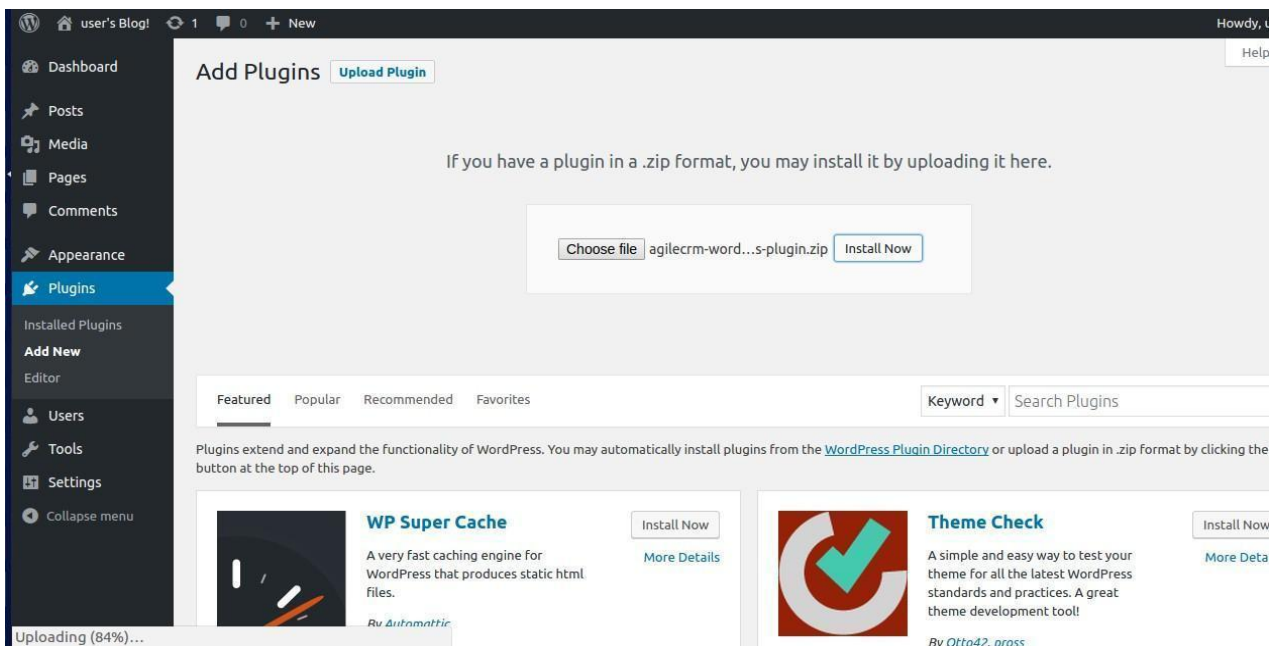 user's Blog! 1 0 + New
Howdy, u
Help
Dashboard
Posts
Media
Pages
Comments
Appearance
Plugins
Installed Plugins
Add New
Editor
Users
Tools
Settings
Collapse menu
Add Plugins Upload Plugin
If you have a plugin in a .zip format, you may install it by uploading it here.
Choose file agilecrm-word...s-plugin.zip Install Now
Featured Popular Recommended Favorites
Keyword Search Plugins
Plugins extend and expand the functionality of WordPress. You may automatically install plugins from the WordPress Plugin Directory or upload a plugin in .zip format by clicking the
button at the top of this page.
WP Super Cache
Install Now
More Details
A very fast caching engine for
WordPress that produces static html
files.
By Automattic
Theme Check
Install Now
More Deta
A simple and easy way to test your
theme for all the latest WordPress
standards and practices. A great
theme development tool!
By Otto42, pross
Uploading (84%)...